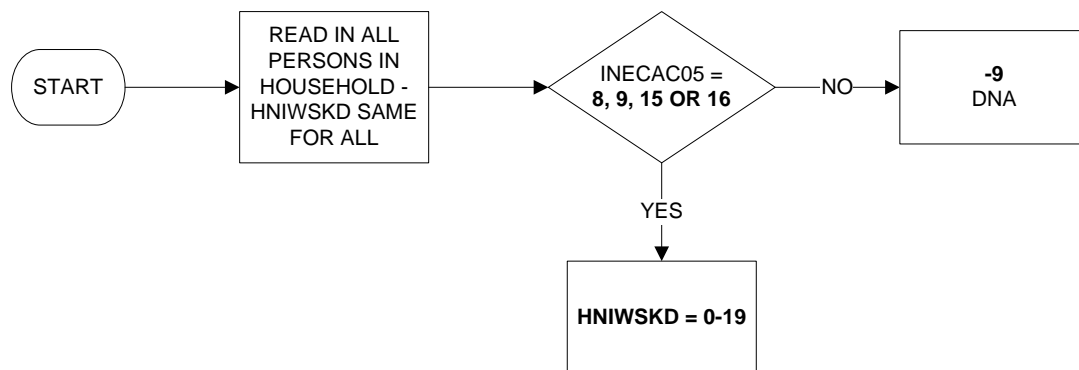 START
READ IN ALL
PERSONS IN
HOUSEHOLD -
HNIWSKD SAME
FOR ALL
INECAC05 =
8, 9, 15 OR 16
NO
-9
DNA
YES
HNIWSKD = 0-19